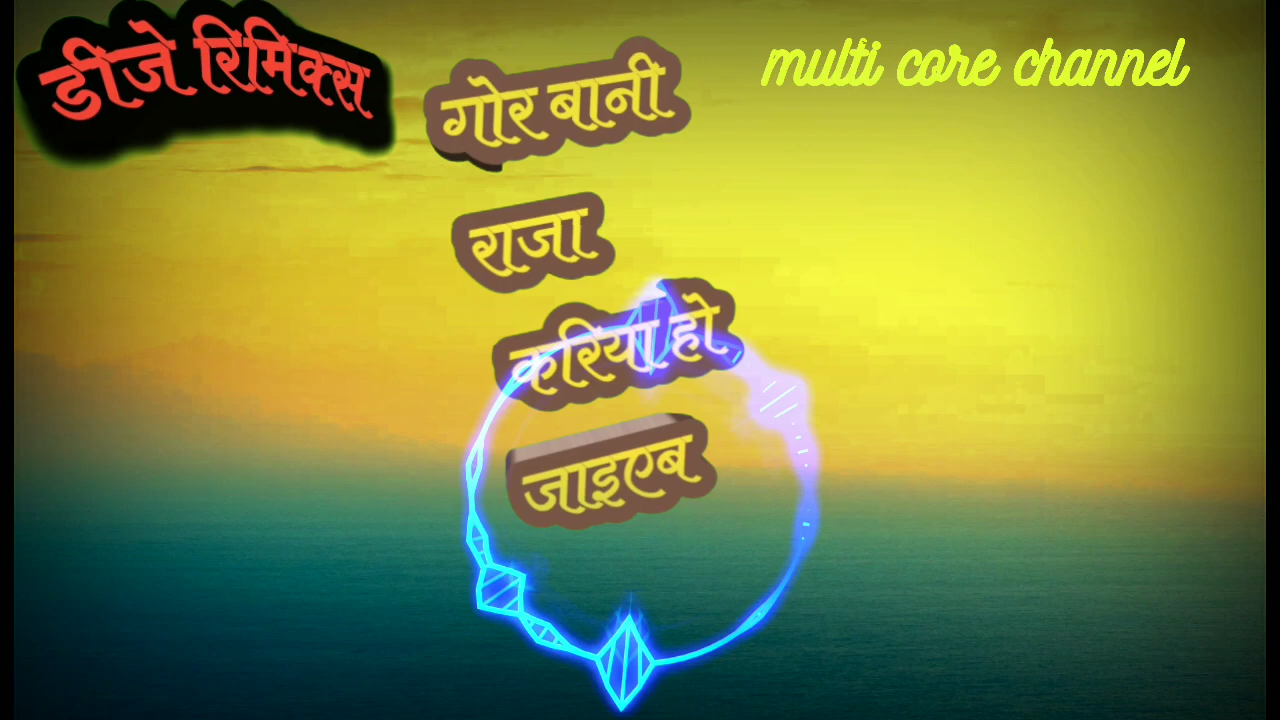 डीजे रिमिक्स
multi core channel
गोर बानी
राजा
करिया हो
जाइएब